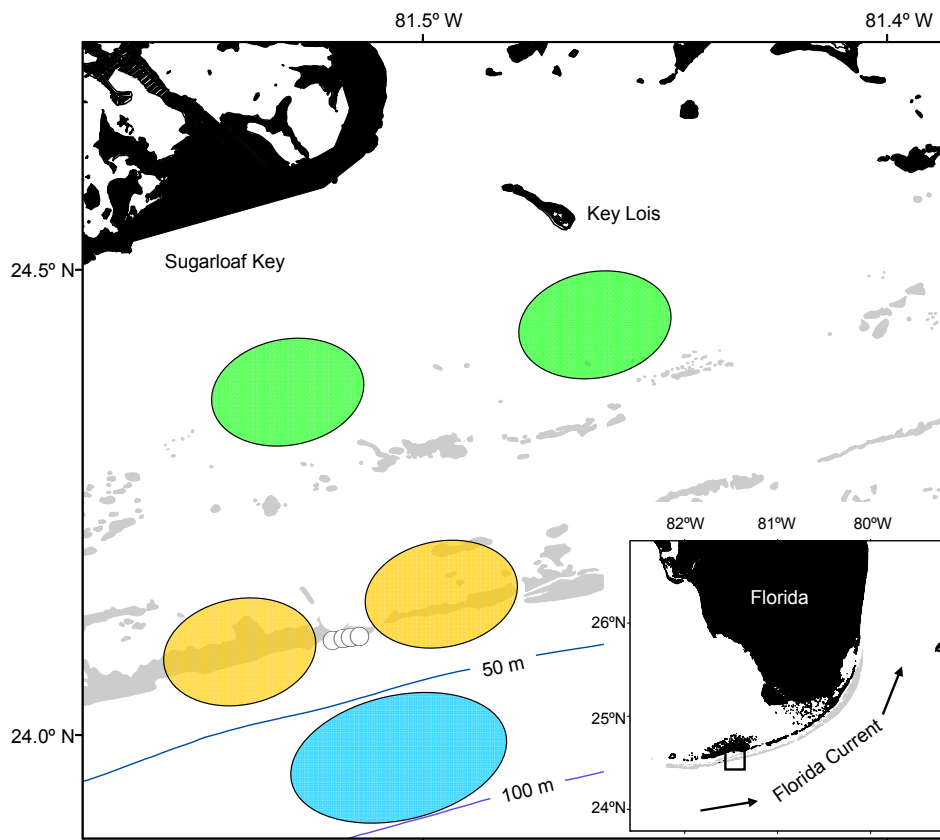 81.5º W
81.4º W
Key Lois
Sugarloaf Key
24.5º N
82ºW
81ºW
80ºW
Florida
26ºN
50 m
25ºN
24.0º N
Florida Current
100 m
24ºN